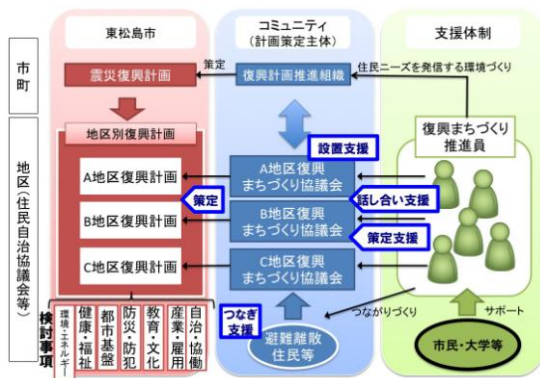 東松島市
コミュニティ
(計画策定主体)
支援体制
市町
震災復興計画
策定
復興計画推進組織
住民ニーズを発信する環境づくり
地区(住民自治協議会等)
地区別復興計画
設置支援
復興まちづくり
推進員
A地区復興計画
A地区復興
まちづくり協議会
策定
話し合い支援
B地区復興計画
B地区復興
まちづくり協議会
策定支援
C地区復興計画
C地区復興
まちづくり協議会
つながりづくり
つなぎ
支援
避難離散
住民等
サポート
市民・大学等
検討事項
環境・エネルギー
健康・福祉
都市基盤
防災・防犯
教育・文化
産業・雇用
自治・協働